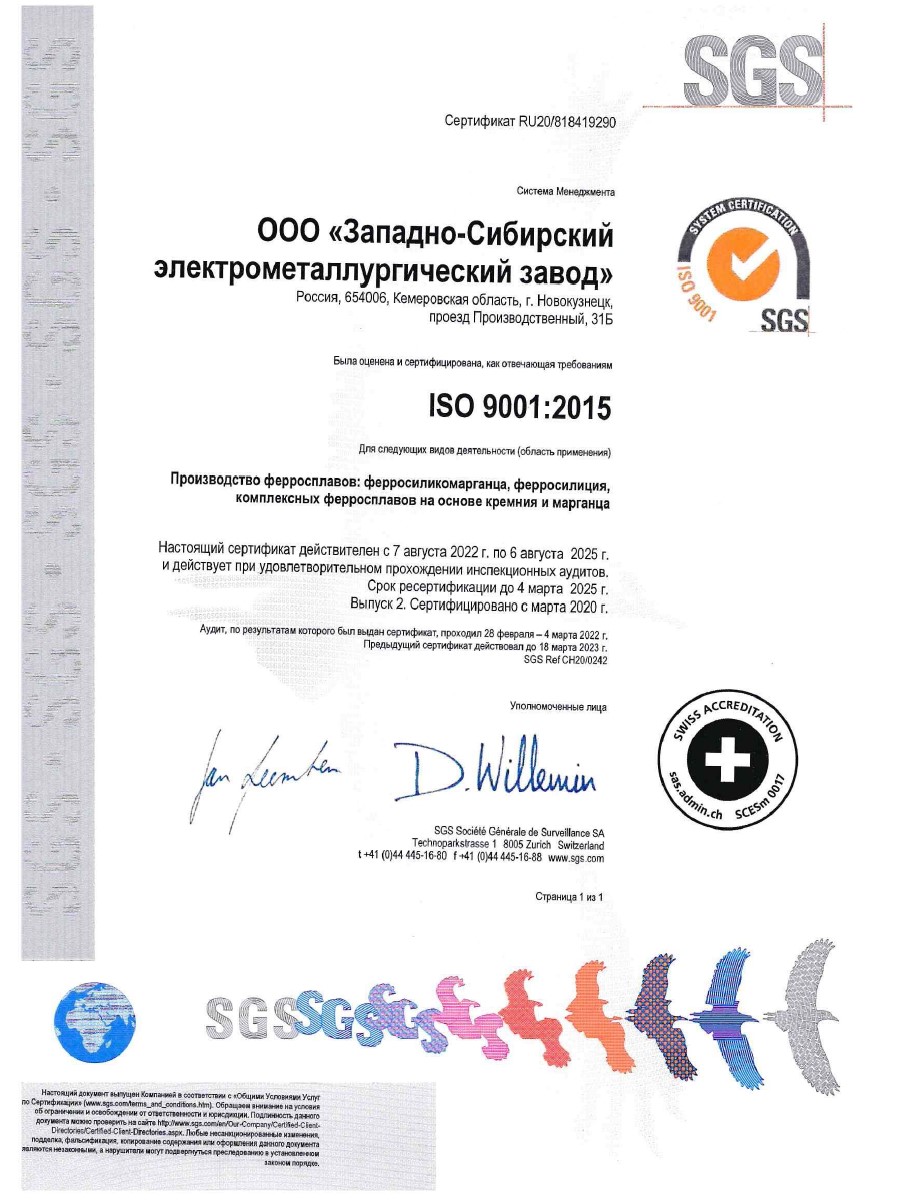 SGS
Сертификат RU20/818419290
Система Менеджмента
ООО «Западно-Сибирский
электрометаллургический завод»
Россия, 654006, Кемеровская область, г. Новокузнецк,
проезд Производственный, 31Б
SYSTEM CERTIFICATION
ISO 9001
SGS
Была оценена и сертифицирована, как отвечающая требованиям
ISO 9001:2015
Для следующих видов деятельности (область применения)
Производство ферросплавов: ферросиликомарганца, ферросилиция,
комплексных ферросплавов на основе кремния и марганца
Настоящий сертификат действителен с 7 августа 2022 г. по 6 августа 2025 г.
и действует при удовлетворительном прохождении инспекционных аудитов.
Срок ресертификации до 4 марта 2025 г.
Выпуск 2. Сертифицировано с марта 2020 г.
Аудит, по результатам которого был выдан сертификат, проходил 28 февраля – 4 марта 2022 г.
Предыдущий сертификат действовал до 18 марта 2023 г.
SGS Ref CH20/0242
Уполномоченные лица
D. Willemin
SWISS ACCREDITATION
sas.admin.ch SCESm 0017
SGS Société Générale de Surveillance SA
Technoparkstrasse 1 8005 Zurich Switzerland
t +41 (0)44 445-16-80 f +41 (0)44 445-16-88 www.sgs.com
Страница 1 из 1
SGS SGS SGS
Настоящий документ выпущен Компанией в соответствии с «Общими Условиями Услуг
по Сертификации» (www.sgs.com/terms_and_conditions.htm). Обращаем внимание на условия
об ограничении и освобождении от ответственности и юрисдикции. Подлинность данного
документа можно проверить на сайте http://www.sgs.com/en/Our-Company/Certified-Client-
Directories/Certified-Client-Directories.aspx. Любые несанкционированные изменения,
подделка, фальсификация, копирование содержания или оформления данного документа
являются незаконными, а нарушители могут подвергнуться преследованию в установленном
законом порядке.